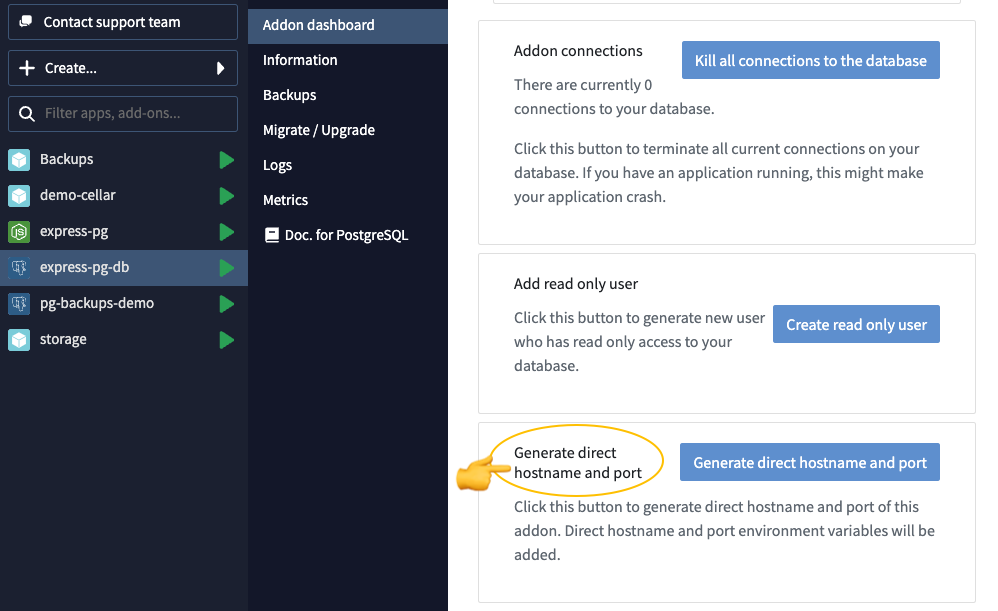 Contact support team
Create...
Filter apps, add-ons...
Backups
demo-cellar
express-pg
express-pg-db
pg-backups-demo
storage
Addon dashboard
Information
Backups
Migrate / Upgrade
Logs
Metrics
Doc. for PostgreSQL
Addon connections
Kill all connections to the database
There are currently 0
connections to your database.
Click this button to terminate all current connections on your
database. If you have an application running, this might make
your application crash.
Add read only user
Click this button to generate new user
who has read only access to your
database.
Create read only user
Generate direct
hostname and port
Generate direct hostname and port
Click this button to generate direct hostname and port of this
addon. Direct hostname and port environment variables will be
added.